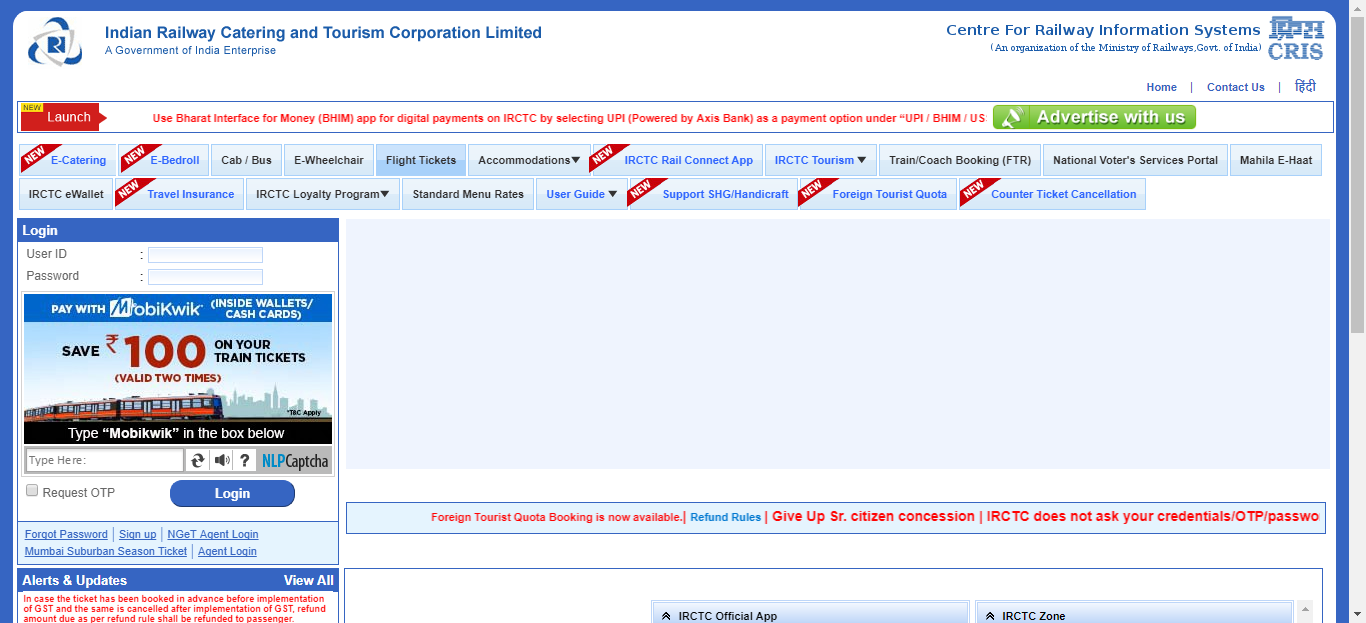 Indian Railway Catering and Tourism Corporation Limited
A Government of India Enterprise
Centre For Railway Information Systems
(An organization of the Ministry of Railways,Govt. of India)
CRIS
Home | Contact Us | हिंदी
NEW
Launch
Use Bharat Interface for Money (BHIM) app for digital payments on IRCTC by selecting UPI (Powered by Axis Bank) as a payment option under “UPI / BHIM / US
Advertise with us
NEW E-Catering NEW E-Bedroll Cab / Bus E-Wheelchair Flight Tickets Accommodations▼ NEW IRCTC Rail Connect App IRCTC Tourism ▼ Train/Coach Booking (FTR) National Voter's Services Portal Mahila E-Haat
IRCTC eWallet NEW Travel Insurance IRCTC Loyalty Program▼ Standard Menu Rates User Guide ▼ NEW Support SHG/Handicraft NEW Foreign Tourist Quota NEW Counter Ticket Cancellation
Login
User ID :
Password :
PAY WITH MobiKwik (INSIDE WALLETS/
CASH CARDS)
SAVE ₹100 ON YOUR
TRAIN TICKETS
(VALID TWO TIMES)
*T&C Apply
Type “Mobikwik” in the box below
Type Here: ? NLPCaptcha
Request OTP Login
Forgot Password | Sign up | NGeT Agent Login
Mumbai Suburban Season Ticket | Agent Login
Foreign Tourist Quota Booking is now available.| Refund Rules | Give Up Sr. citizen concession | IRCTC does not ask your credentials/OTP/passwo
Alerts & Updates View All
In case the ticket has been booked in advance before implementation
of GST and the same is cancelled after implementation of GST, refund
amount due as per refund rule shall be refunded to passenger.
IRCTC Official App
IRCTC Zone